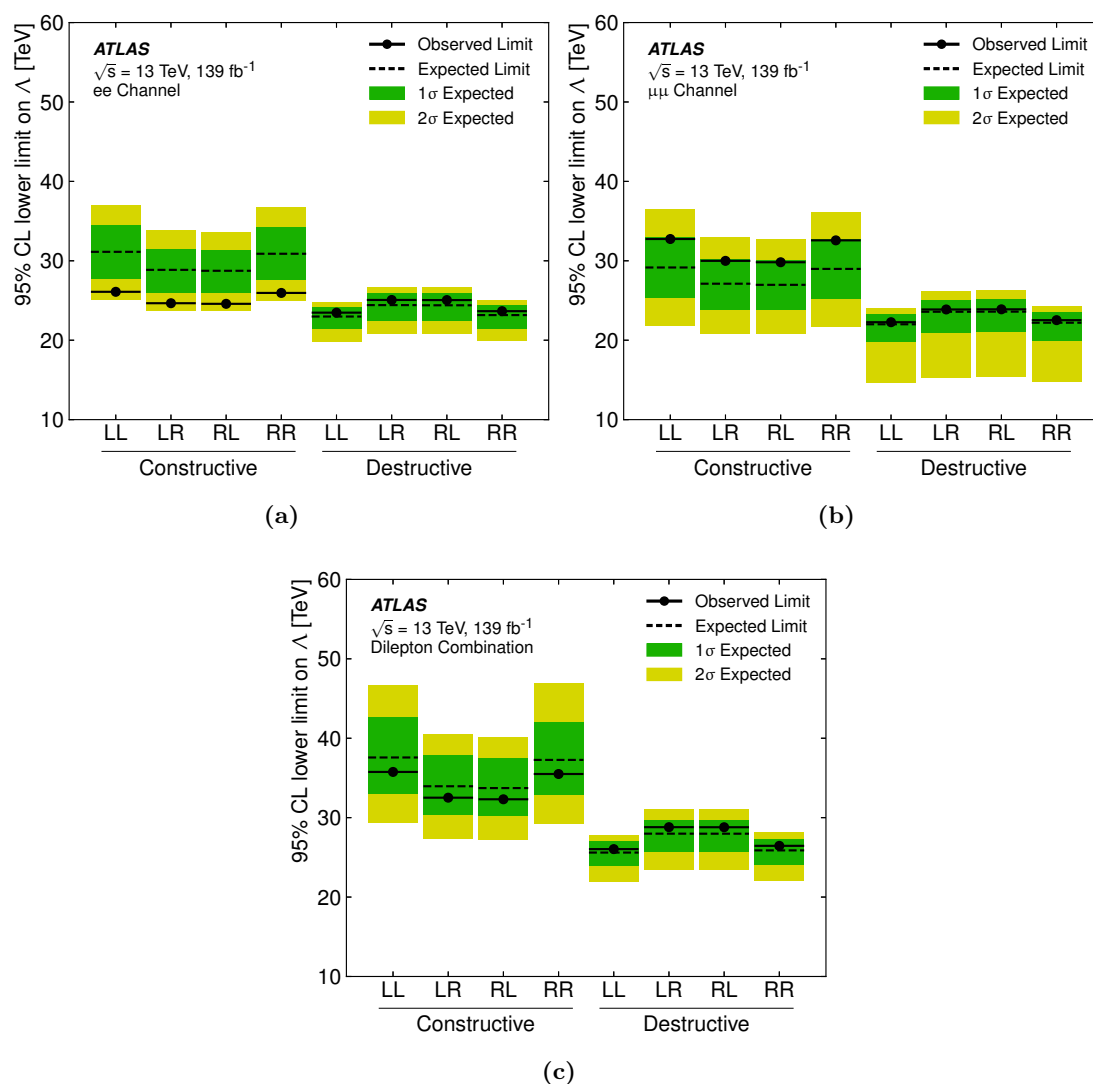 60
50
40
30
20
10
95% CL lower limit on Λ [TeV]
ATLAS
√s = 13 TeV, 139 fb⁻¹
ee Channel
Observed Limit
Expected Limit
1σ Expected
2σ Expected
LL LR RL RR LL LR RL RR
Constructive Destructive
(a)
60
50
40
30
20
10
95% CL lower limit on Λ [TeV]
ATLAS
√s = 13 TeV, 139 fb⁻¹
μμ Channel
Observed Limit
Expected Limit
1σ Expected
2σ Expected
LL LR RL RR LL LR RL RR
Constructive Destructive
(b)
60
50
40
30
20
10
95% CL lower limit on Λ [TeV]
ATLAS
√s = 13 TeV, 139 fb⁻¹
Dilepton Combination
Observed Limit
Expected Limit
1σ Expected
2σ Expected
LL LR RL RR LL LR RL RR
Constructive Destructive
(c)